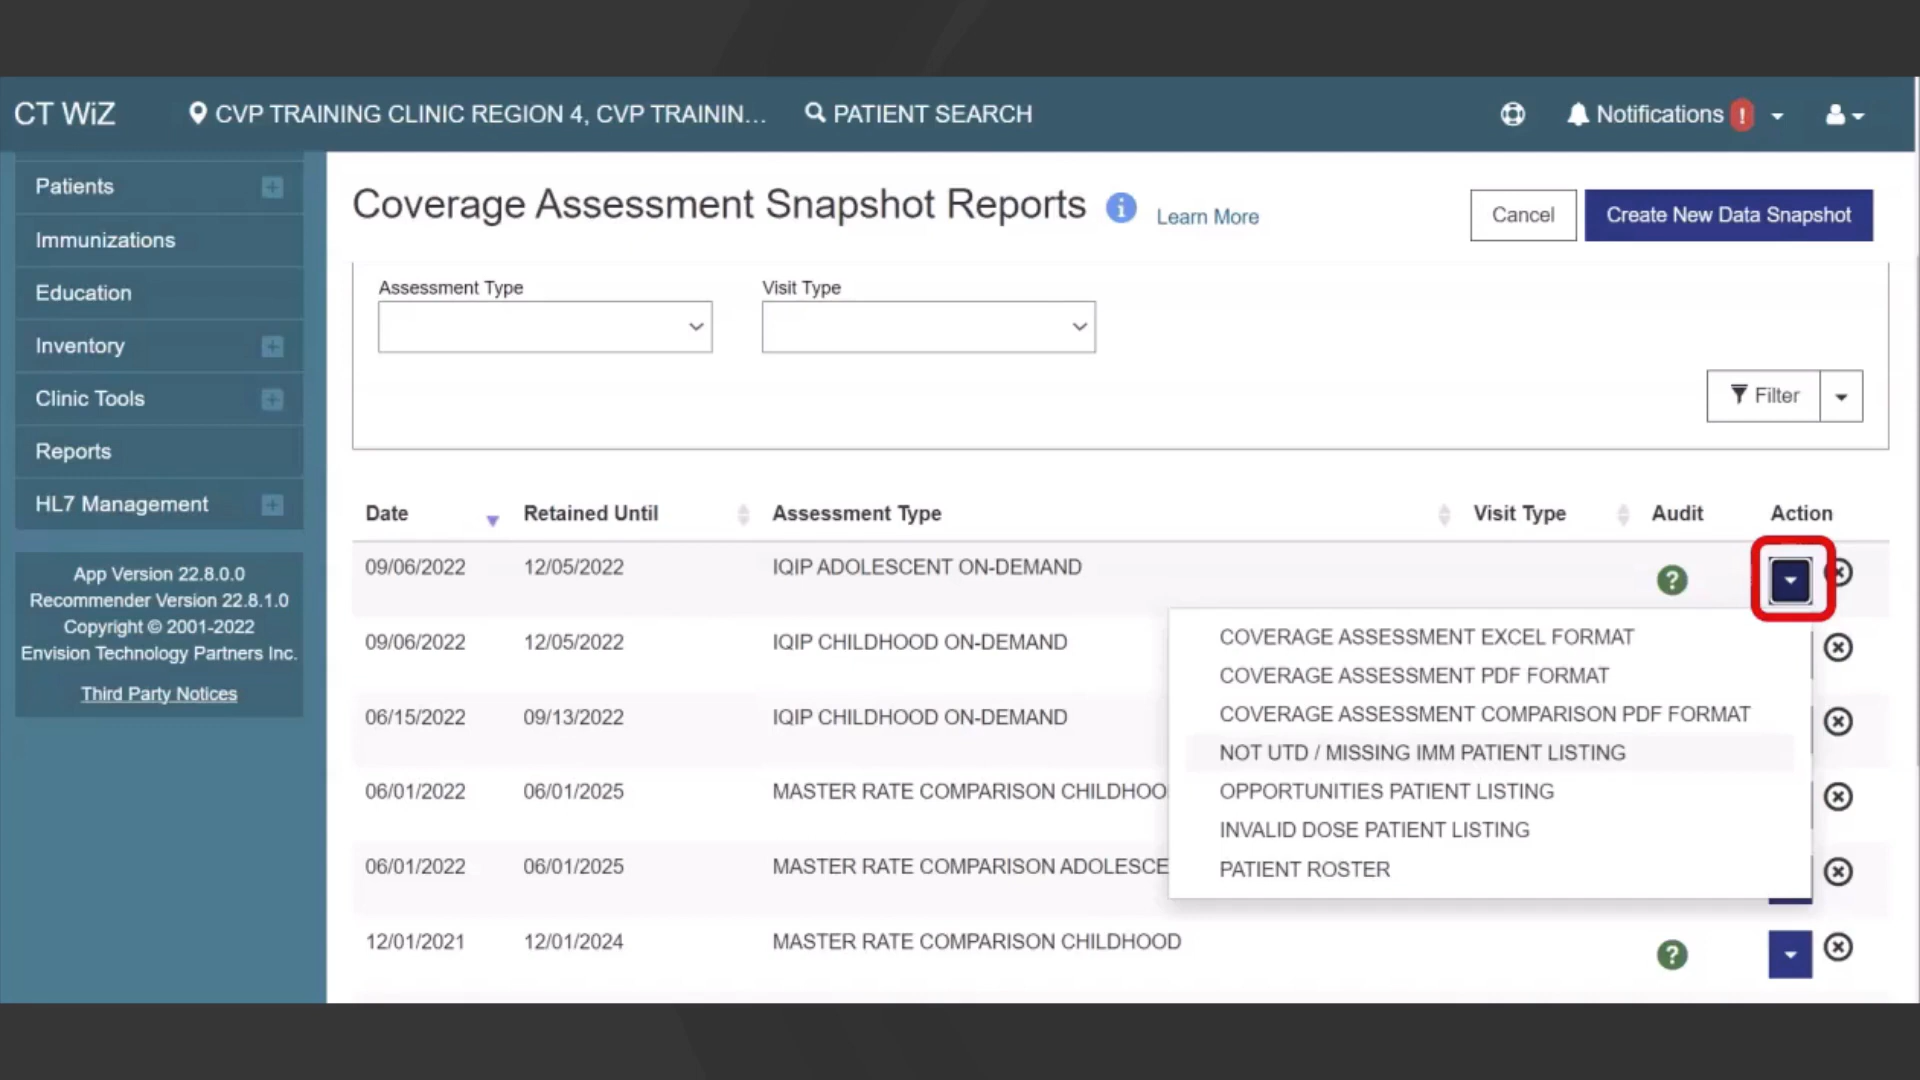 CT WiZ
CVP TRAINING CLINIC REGION 4, CVP TRAININ...
PATIENT SEARCH
Notifications !
Patients
Immunizations
Education
Inventory
Clinic Tools
Reports
HL7 Management
App Version 22.8.0.0
Recommender Version 22.8.1.0
Copyright © 2001-2022
Envision Technology Partners Inc.
Third Party Notices
Coverage Assessment Snapshot Reports
Learn More
Cancel
Create New Data Snapshot
Assessment Type
Visit Type
Filter
Date Retained Until Assessment Type Visit Type Audit Action
09/06/2022 12/05/2022 IQIP ADOLESCENT ON-DEMAND ?
09/06/2022 12/05/2022 IQIP CHILDHOOD ON-DEMAND
06/15/2022 09/13/2022 IQIP CHILDHOOD ON-DEMAND
06/01/2022 06/01/2025 MASTER RATE COMPARISON CHILDHOO
06/01/2022 06/01/2025 MASTER RATE COMPARISON ADOLESCE
12/01/2021 12/01/2024 MASTER RATE COMPARISON CHILDHOOD ?
COVERAGE ASSESSMENT EXCEL FORMAT
COVERAGE ASSESSMENT PDF FORMAT
COVERAGE ASSESSMENT COMPARISON PDF FORMAT
NOT UTD / MISSING IMM PATIENT LISTING
OPPORTUNITIES PATIENT LISTING
INVALID DOSE PATIENT LISTING
PATIENT ROSTER